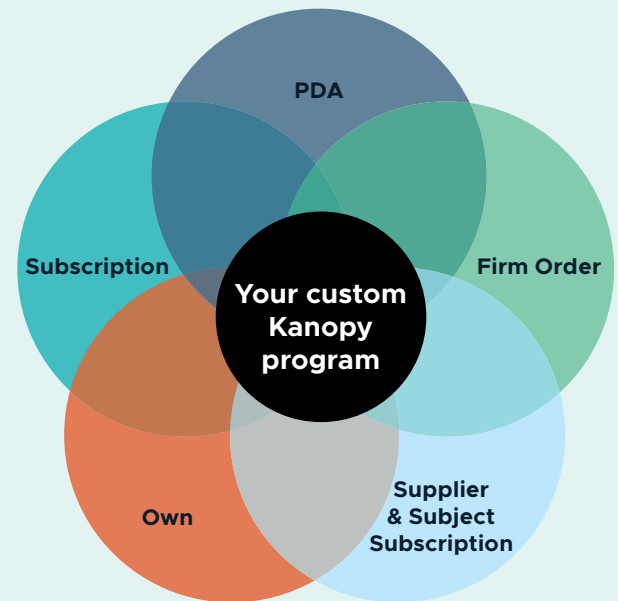 PDA
Subscription
Firm Order
Your custom
Kanopy
program
Own
Supplier
& Subject
Subscription